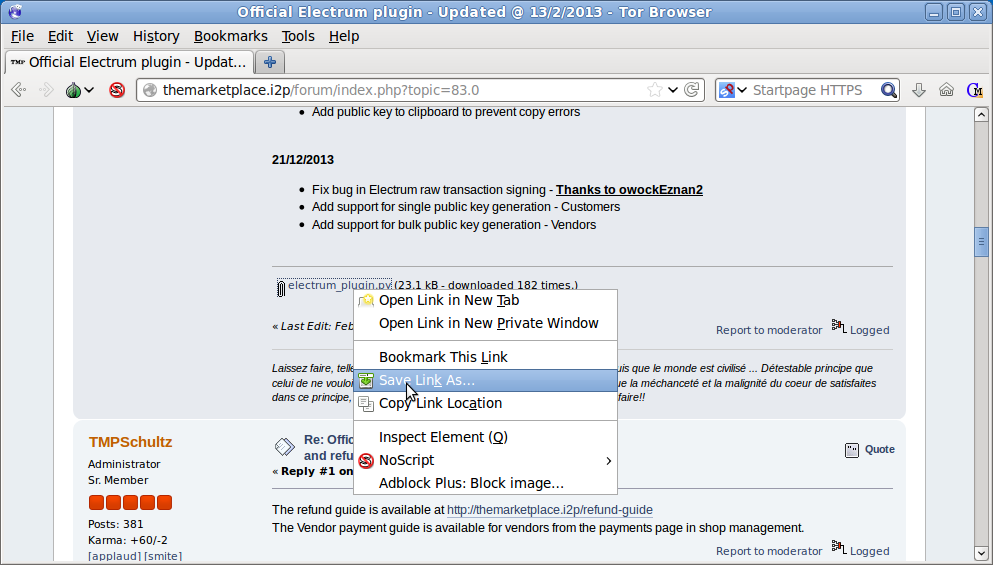 Official Electrum plugin - Updated @ 13/2/2013 - Tor Browser
File Edit View History Bookmarks Tools Help
TMP Official Electrum plugin - Updat...
themarketplace.i2p/forum/index.php?topic=83.0
Startpage HTTPS
Add public key to clipboard to prevent copy errors
21/12/2013
Fix bug in Electrum raw transaction signing - Thanks to owockEznan2
Add support for single public key generation - Customers
Add support for bulk public key generation - Vendors
electrum_plugin.py (23.1 kB - downloaded 182 times.)
Open Link in New Tab
Open Link in New Private Window
Bookmark This Link
Save Link As...
Copy Link Location
Inspect Element (Q)
NoScript
Adblock Plus: Block image...
« Last Edit: Feb
Report to moderator Logged
Laissez faire, telle
uis que le monde est civilisé ... Détestable principe que
celui de ne vouloi
ue la méchanceté et la malignité du coeur de satisfaites
dans ce principe,
faire!!
TMPSchultz
Administrator
Sr. Member
Posts: 381
Karma: +60/-2
[applaud] [smite]
Re: Offic
and refu
« Reply #1 on
Quote
The refund guide is available at http://themarketplace.i2p/refund-guide
The Vendor payment guide is available for vendors from the payments page in shop management.
Report to moderator Logged